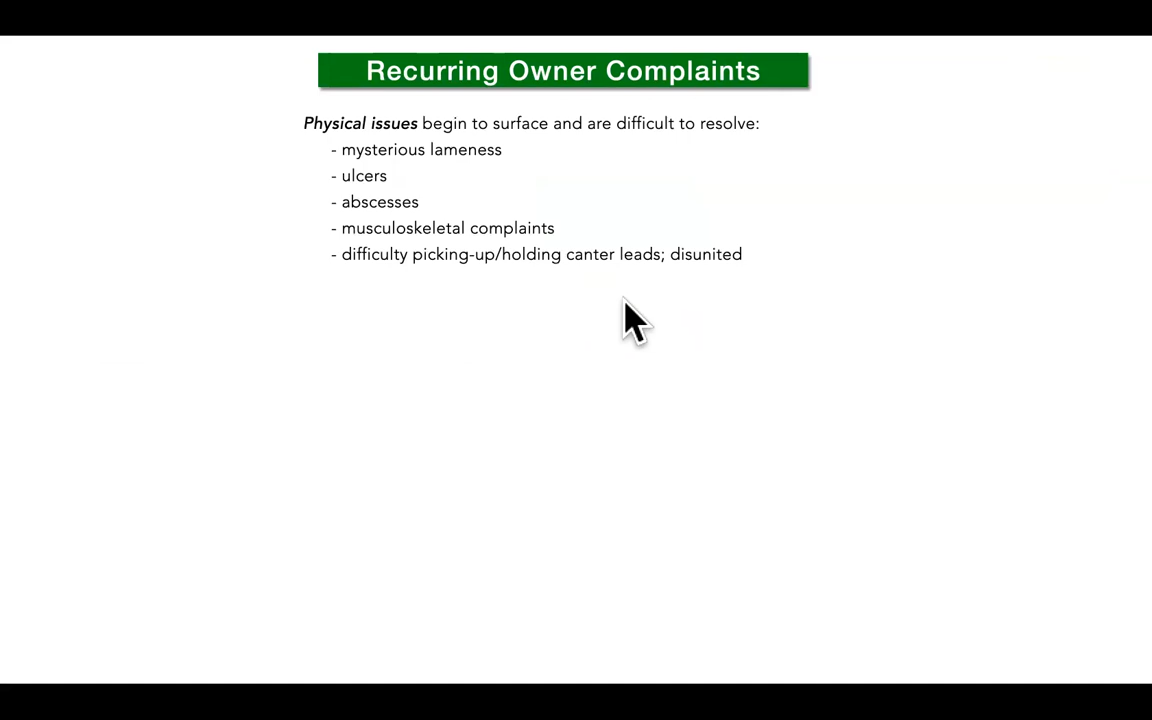 Recurring Owner Complaints
Physical issues begin to surface and are difficult to resolve:
- mysterious lameness
- ulcers
- abscesses
- musculoskeletal complaints
- difficulty picking-up/holding canter leads; disunited